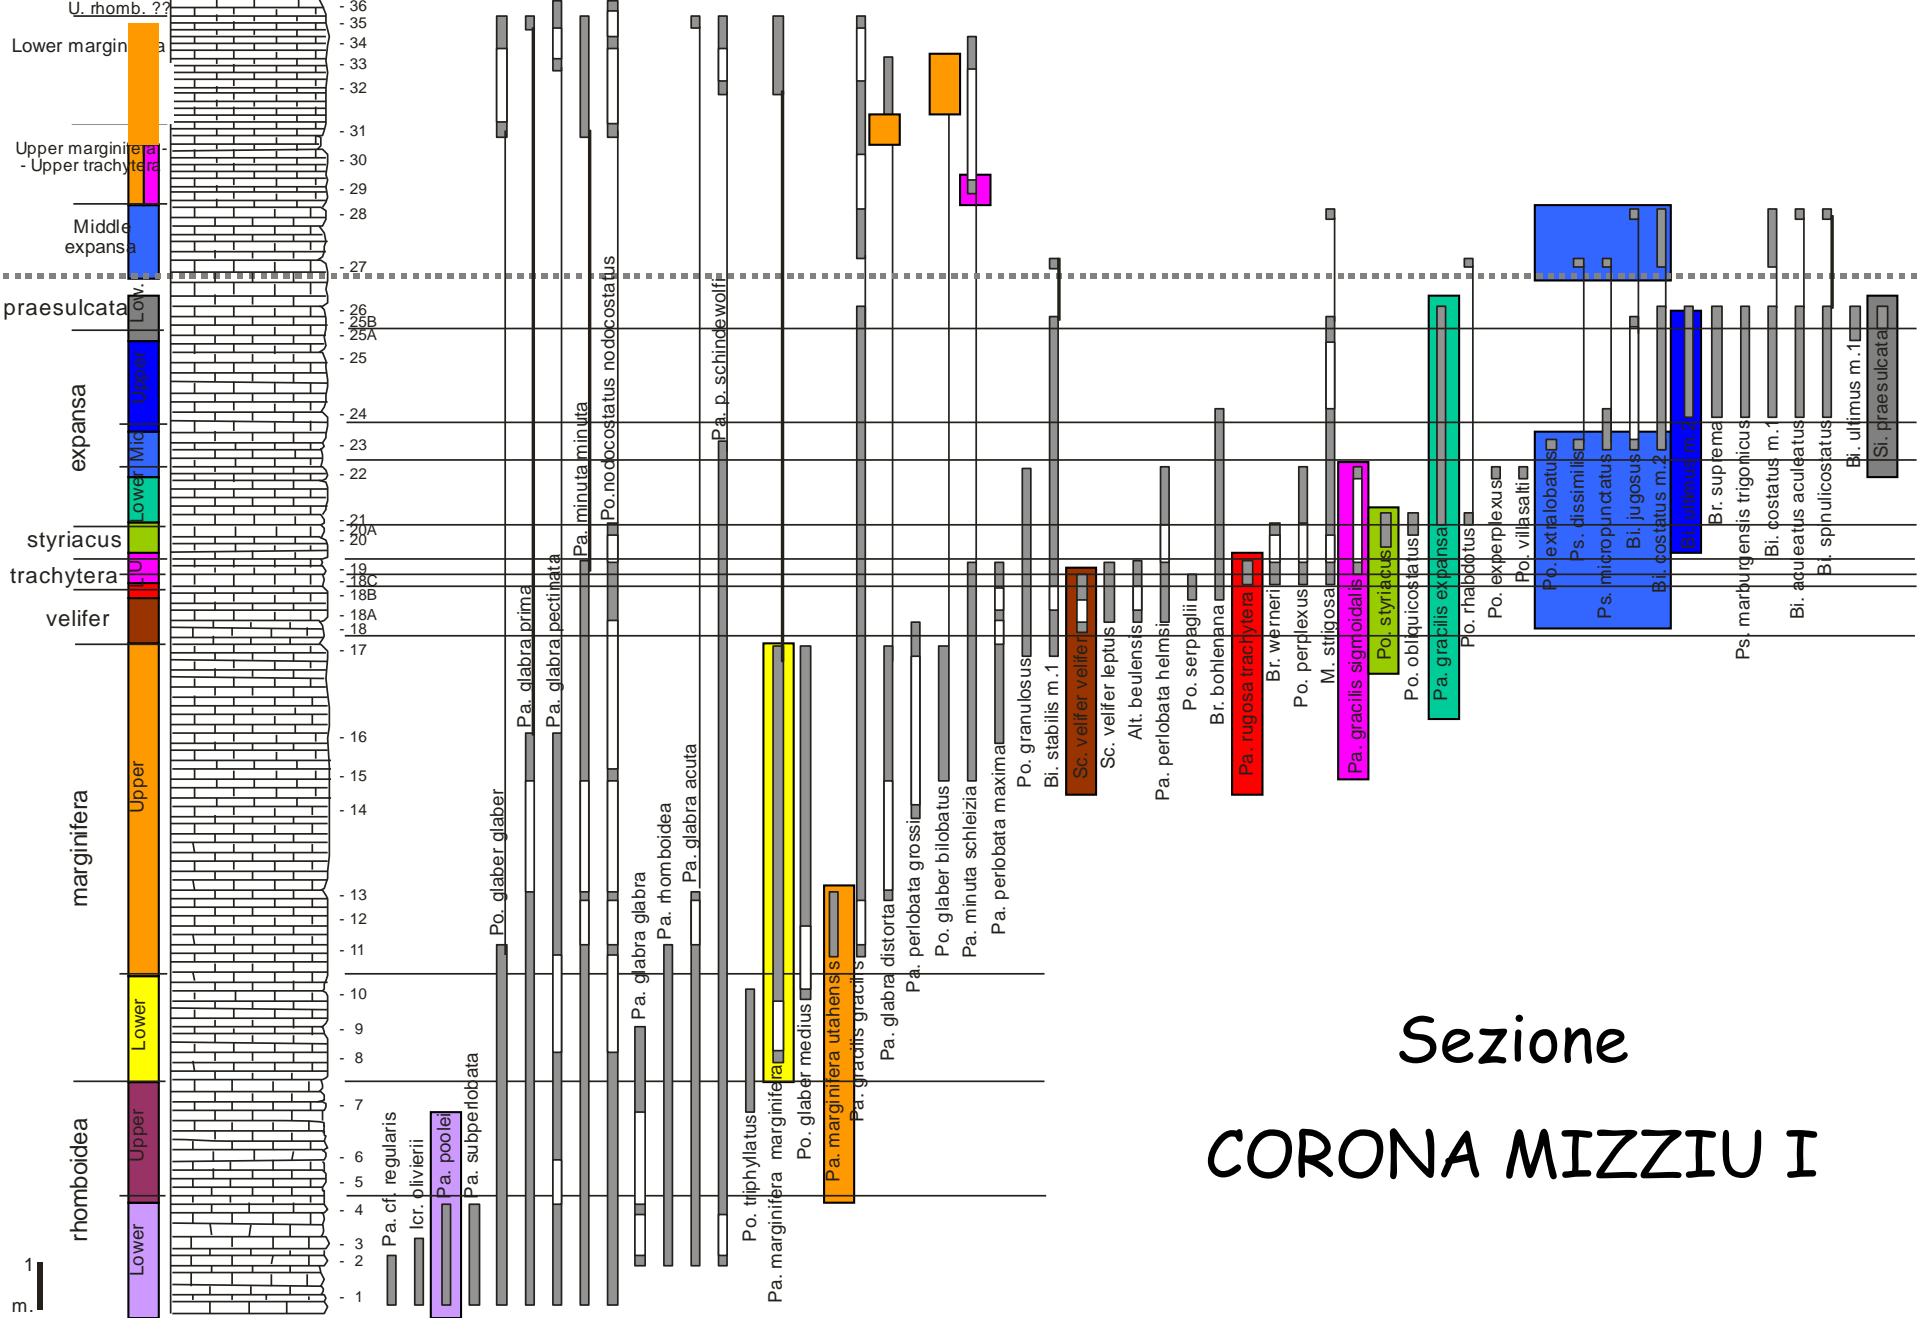 U. rhomb. ??
Lower marginifera
Upper marginifera -
- Upper trachytera
Middle
expansa
praesulcata
Low.
expansa
Upper
Mid
Lower
styriacus
trachytera
U
velifer
marginifera
Upper
Lower
rhomboidea
Upper
Lower
1
m.
- 36
- 35
- 34
- 33
- 32
- 31
- 30
- 29
- 28
- 27
- 26
- 25B
- 25A
- 25
- 24
- 23
- 22
- 21
- 20A
- 20
- 19
- 18C
- 18B
- 18A
- 18
- 17
- 16
- 15
- 14
- 13
- 12
- 11
- 10
- 9
- 8
- 7
- 6
- 5
- 4
- 3
- 2
- 1
Pa. cf. regularis
Icr. olivierii
Pa. poolei
Pa. subperlobata
Po. glaber glaber
Pa. glabra prima
Pa. glabra pectinata
Pa. minuta minuta
Po.nodocostatus nodocostatus
Pa. glabra glabra
Pa. rhomboidea
Pa. glabra acuta
Pa. p. schindewolfi
Po. triphyllatus
Pa. marginifera marginifera
Po. glaber medius
Pa. marginifera utahensis
Pa. gracilis gracilis
Pa. glabra distorta
Pa. perlobata grossi
Po. glaber bilobatus
Pa. minuta schleizia
Pa. perlobata maxima
Po. granulosus
Bi. stabilis m.1
Sc. velifer velifer
Sc. velifer leptus
Alt. beulensis
Pa. perlobata helmsi
Po. serpaglii
Br. bohlenana
Pa. rugosa trachytera
Br. werneri
Po. perplexus
M. strigosa
Pa. gracilis sigmoidalis
Po. styriacus
Po. obliquicostatus
Pa. gracilis expansa
Po. rhabdotus
Po. experplexus
Po. villasalti
Po. extralobatus
Ps. dissimilis
Ps. micropunctatus
Bi. jugosus
Bi. costatus m.2
Bi. ultimus m.2
Br. suprema
Ps. marburgensis trigonicus
Bi. costatus m.1
Bi. aculeatus aculeatus
Bi. spnulicostatus
Bi. ultimus m.1
Si. praesulcata
Sezione
CORONA MIZZIU I